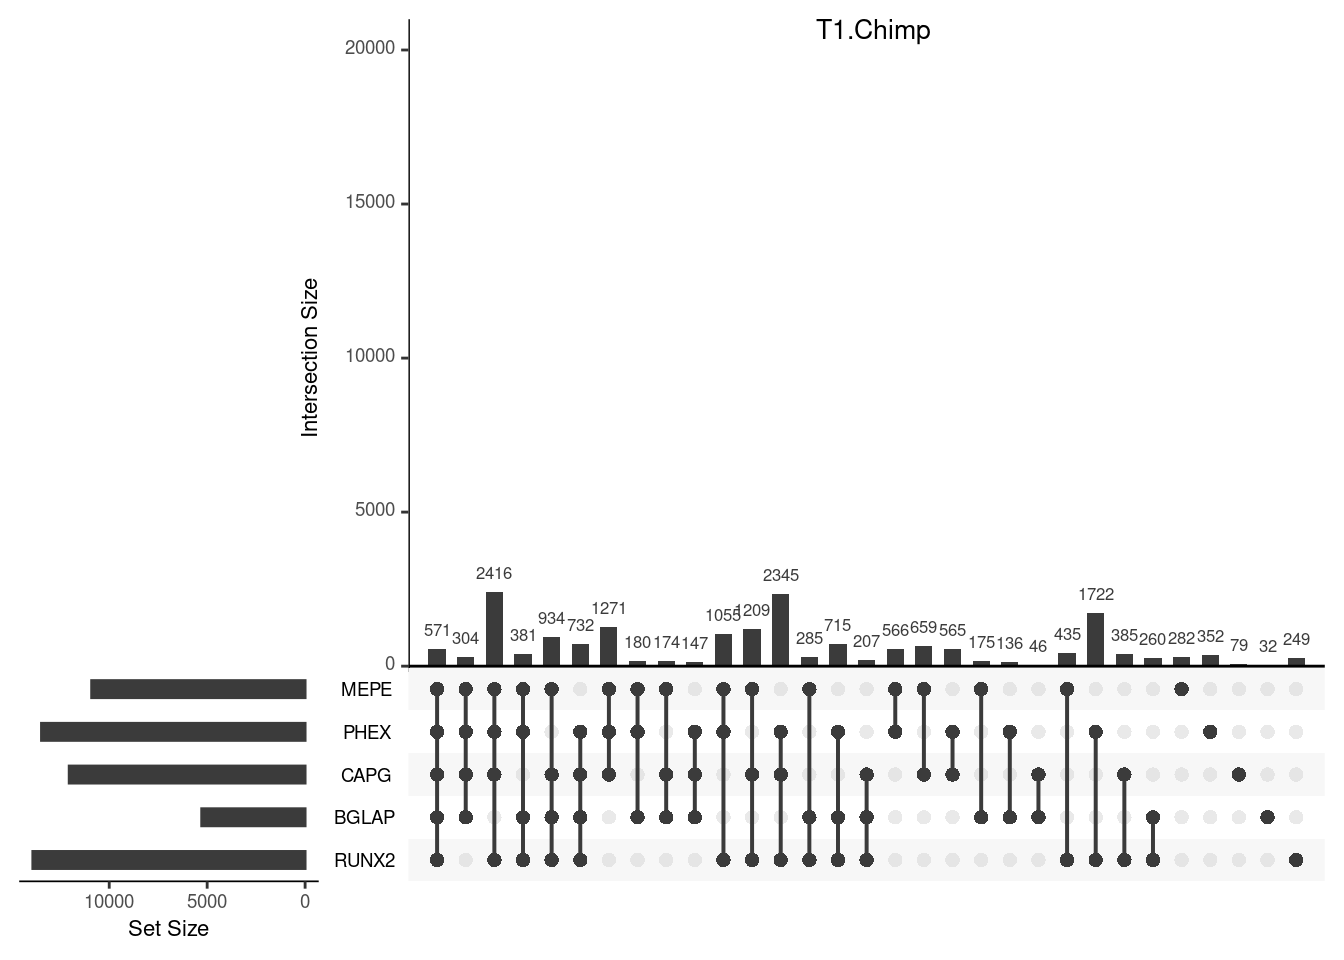 T1.Chimp
20000
15000
10000
5000
0
Intersection Size
571 304 2416 381 934 732 1271 180 174 147 1055 1209 2345 285 715 207 566 659 565 175 136 46 435 1722 385 260 282 352 79 32 249
MEPE
PHEX
CAPG
BGLAP
RUNX2
10000 5000 0
Set Size